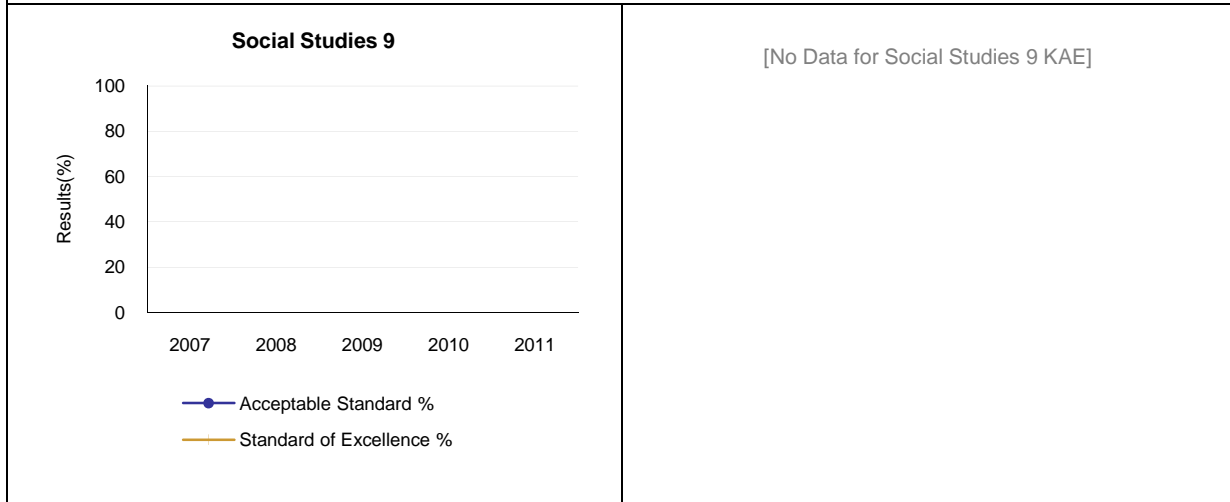 Social Studies 9
100
80
60
40
20
0
Results(%)
2007 2008 2009 2010 2011
Acceptable Standard %
Standard of Excellence %
[No Data for Social Studies 9 KAE]